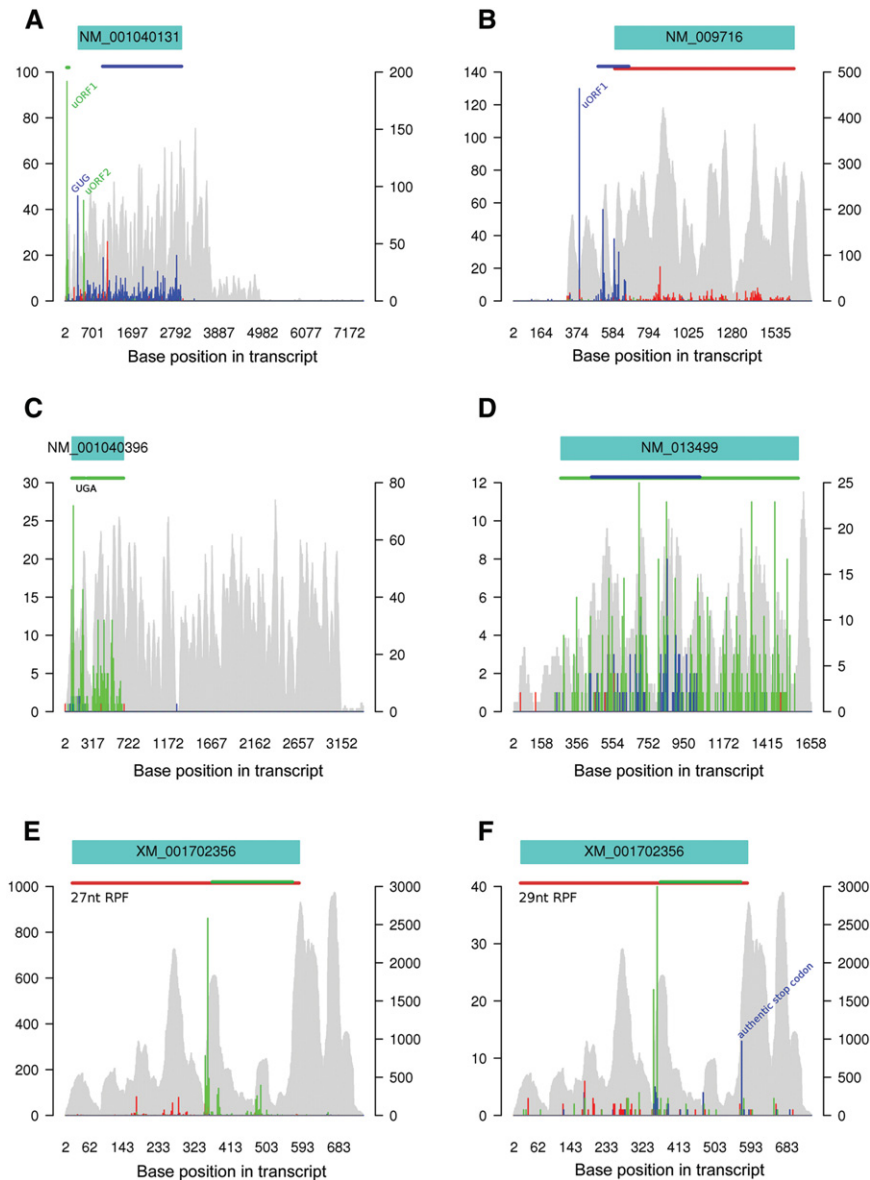 A
NM_001040131
100
80
60
40
20
0
200
150
100
50
0
uORF1
GUG
uORF2
2 701 1697 2792 3887 4982 6077 7172
Base position in transcript
B
NM_009716
140
120
100
80
60
40
20
0
500
400
300
200
100
0
uORF1
2 164 374 584 794 1025 1280 1535
Base position in transcript
C
NM_001040396
UGA
30
25
20
15
10
5
0
80
60
40
20
0
2 317 722 1172 1667 2162 2657 3152
Base position in transcript
D
NM_013499
12
10
8
6
4
2
0
25
20
15
10
5
0
2 158 356 554 752 950 1172 1415 1658
Base position in transcript
E
XM_001702356
27nt RPF
1000
800
600
400
200
0
3000
2500
2000
1500
1000
500
0
2 62 143 233 323 413 503 593 683
Base position in transcript
F
XM_001702356
29nt RPF
40
30
20
10
0
3000
2500
2000
1500
1000
500
0
authentic stop codon
2 62 143 233 323 413 503 593 683
Base position in transcript